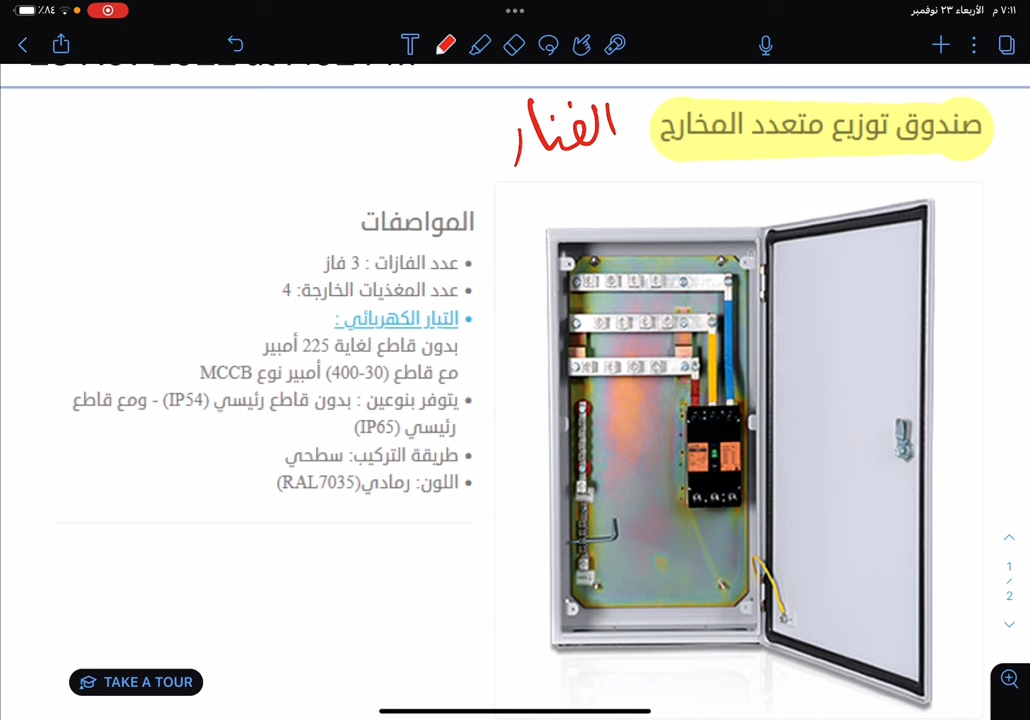 ٧:١١ م الأربعاء ٢٣ نوفمبر
٪٨٤
صندوق توزيع متعدد المخارج
الفنار
المواصفات
• عدد الفازات : 3 فاز
• عدد المغذيات الخارجة: 4
• التيار الكهربائي :
بدون قاطع لغاية 225 أمبير
مع قاطع (30-400) أمبير نوع MCCB
• يتوفر بنوعين : بدون قاطع رئيسي (IP54) - ومع قاطع
رئيسي (IP65)
• طريقة التركيب: سطحي
• اللون: رمادي(RAL7035)
1
/
2
TAKE A TOUR